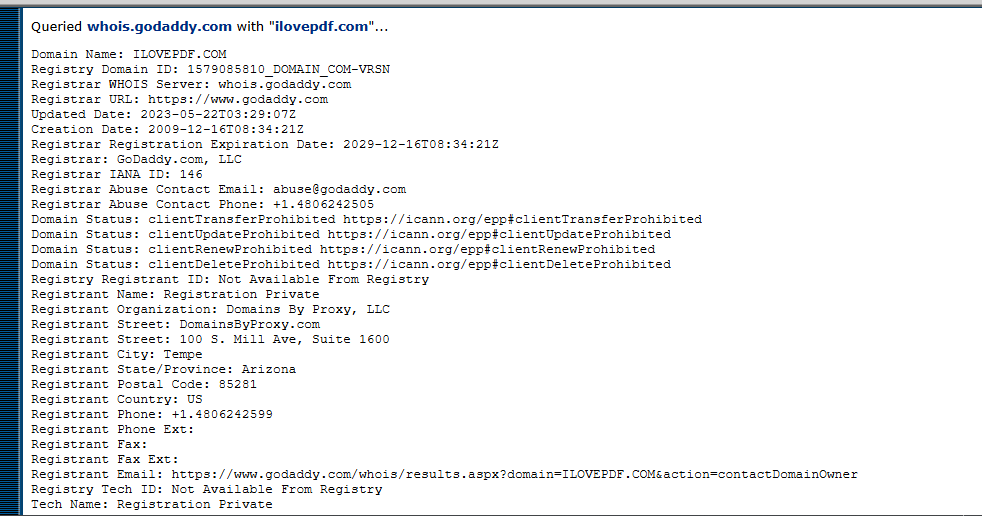 Queried whois.godaddy.com with "ilovepdf.com"...
Domain Name: ILOVEPDF.COM
Registry Domain ID: 1579085810_DOMAIN_COM-VRSN
Registrar WHOIS Server: whois.godaddy.com
Registrar URL: https://www.godaddy.com
Updated Date: 2023-05-22T03:29:07Z
Creation Date: 2009-12-16T08:34:21Z
Registrar Registration Expiration Date: 2029-12-16T08:34:21Z
Registrar: GoDaddy.com, LLC
Registrar IANA ID: 146
Registrar Abuse Contact Email: abuse@godaddy.com
Registrar Abuse Contact Phone: +1.4806242505
Domain Status: clientTransferProhibited https://icann.org/epp#clientTransferProhibited
Domain Status: clientUpdateProhibited https://icann.org/epp#clientUpdateProhibited
Domain Status: clientRenewProhibited https://icann.org/epp#clientRenewProhibited
Domain Status: clientDeleteProhibited https://icann.org/epp#clientDeleteProhibited
Registry Registrant ID: Not Available From Registry
Registrant Name: Registration Private
Registrant Organization: Domains By Proxy, LLC
Registrant Street: DomainsByProxy.com
Registrant Street: 100 S. Mill Ave, Suite 1600
Registrant City: Tempe
Registrant State/Province: Arizona
Registrant Postal Code: 85281
Registrant Country: US
Registrant Phone: +1.4806242599
Registrant Phone Ext:
Registrant Fax:
Registrant Fax Ext:
Registrant Email: https://www.godaddy.com/whois/results.aspx?domain=ILOVEPDF.COM&action=contactDomainOwner
Registry Tech ID: Not Available From Registry
Tech Name: Registration Private